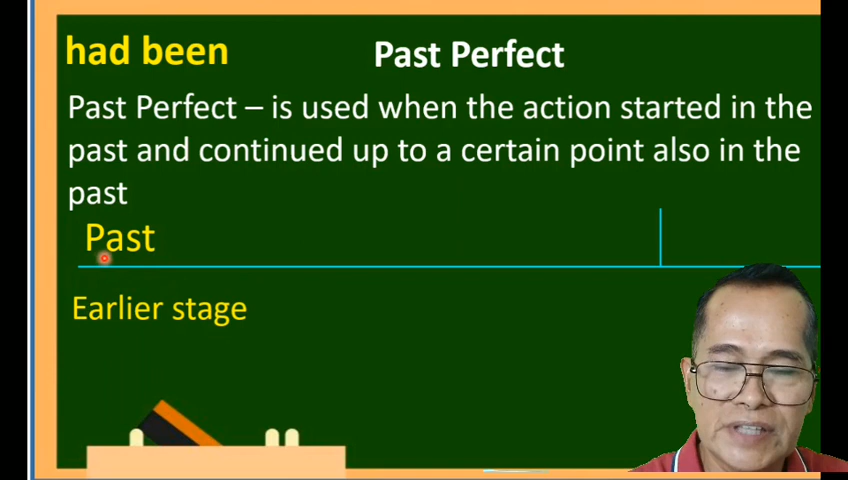 had been
Past Perfect
Past Perfect – is used when the action started in the
past and continued up to a certain point also in the
past
Past
Earlier stage